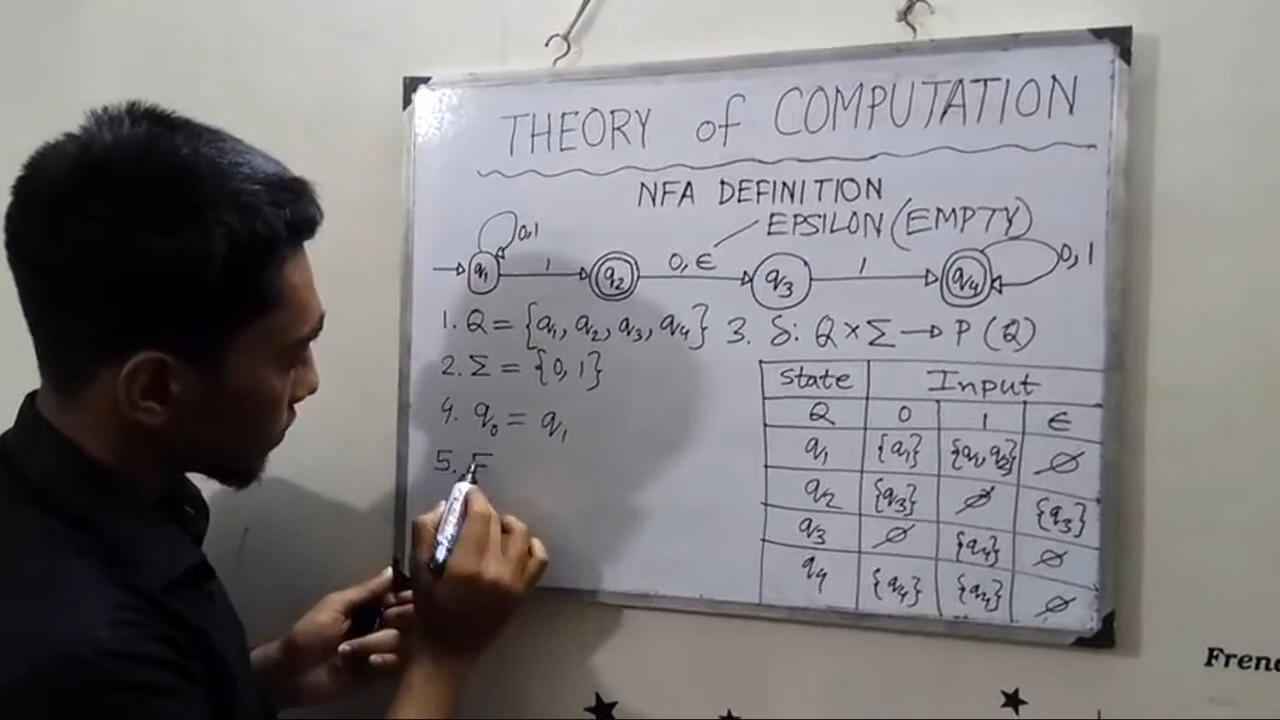 THEORY of COMPUTATION
NFA DEFINITION
EPSILON (EMPTY)
0,1
q₁ 1 q₂ 0, ε q₃ 1 q₄ 0, 1
1. Q = {q₁, q₂, q₃, q₄} 3. δ: Q × Σ → P (Q)
2. Σ = {0, 1}
4. q₀ = q₁
5. F
State Input
Q 0 1 ε
q₁ {q₁} {q₁, q₂} ∅
q₂ {q₃} ∅ {q₃}
q₃ ∅ {q₄} ∅
q₄ {q₄} {q₄} ∅